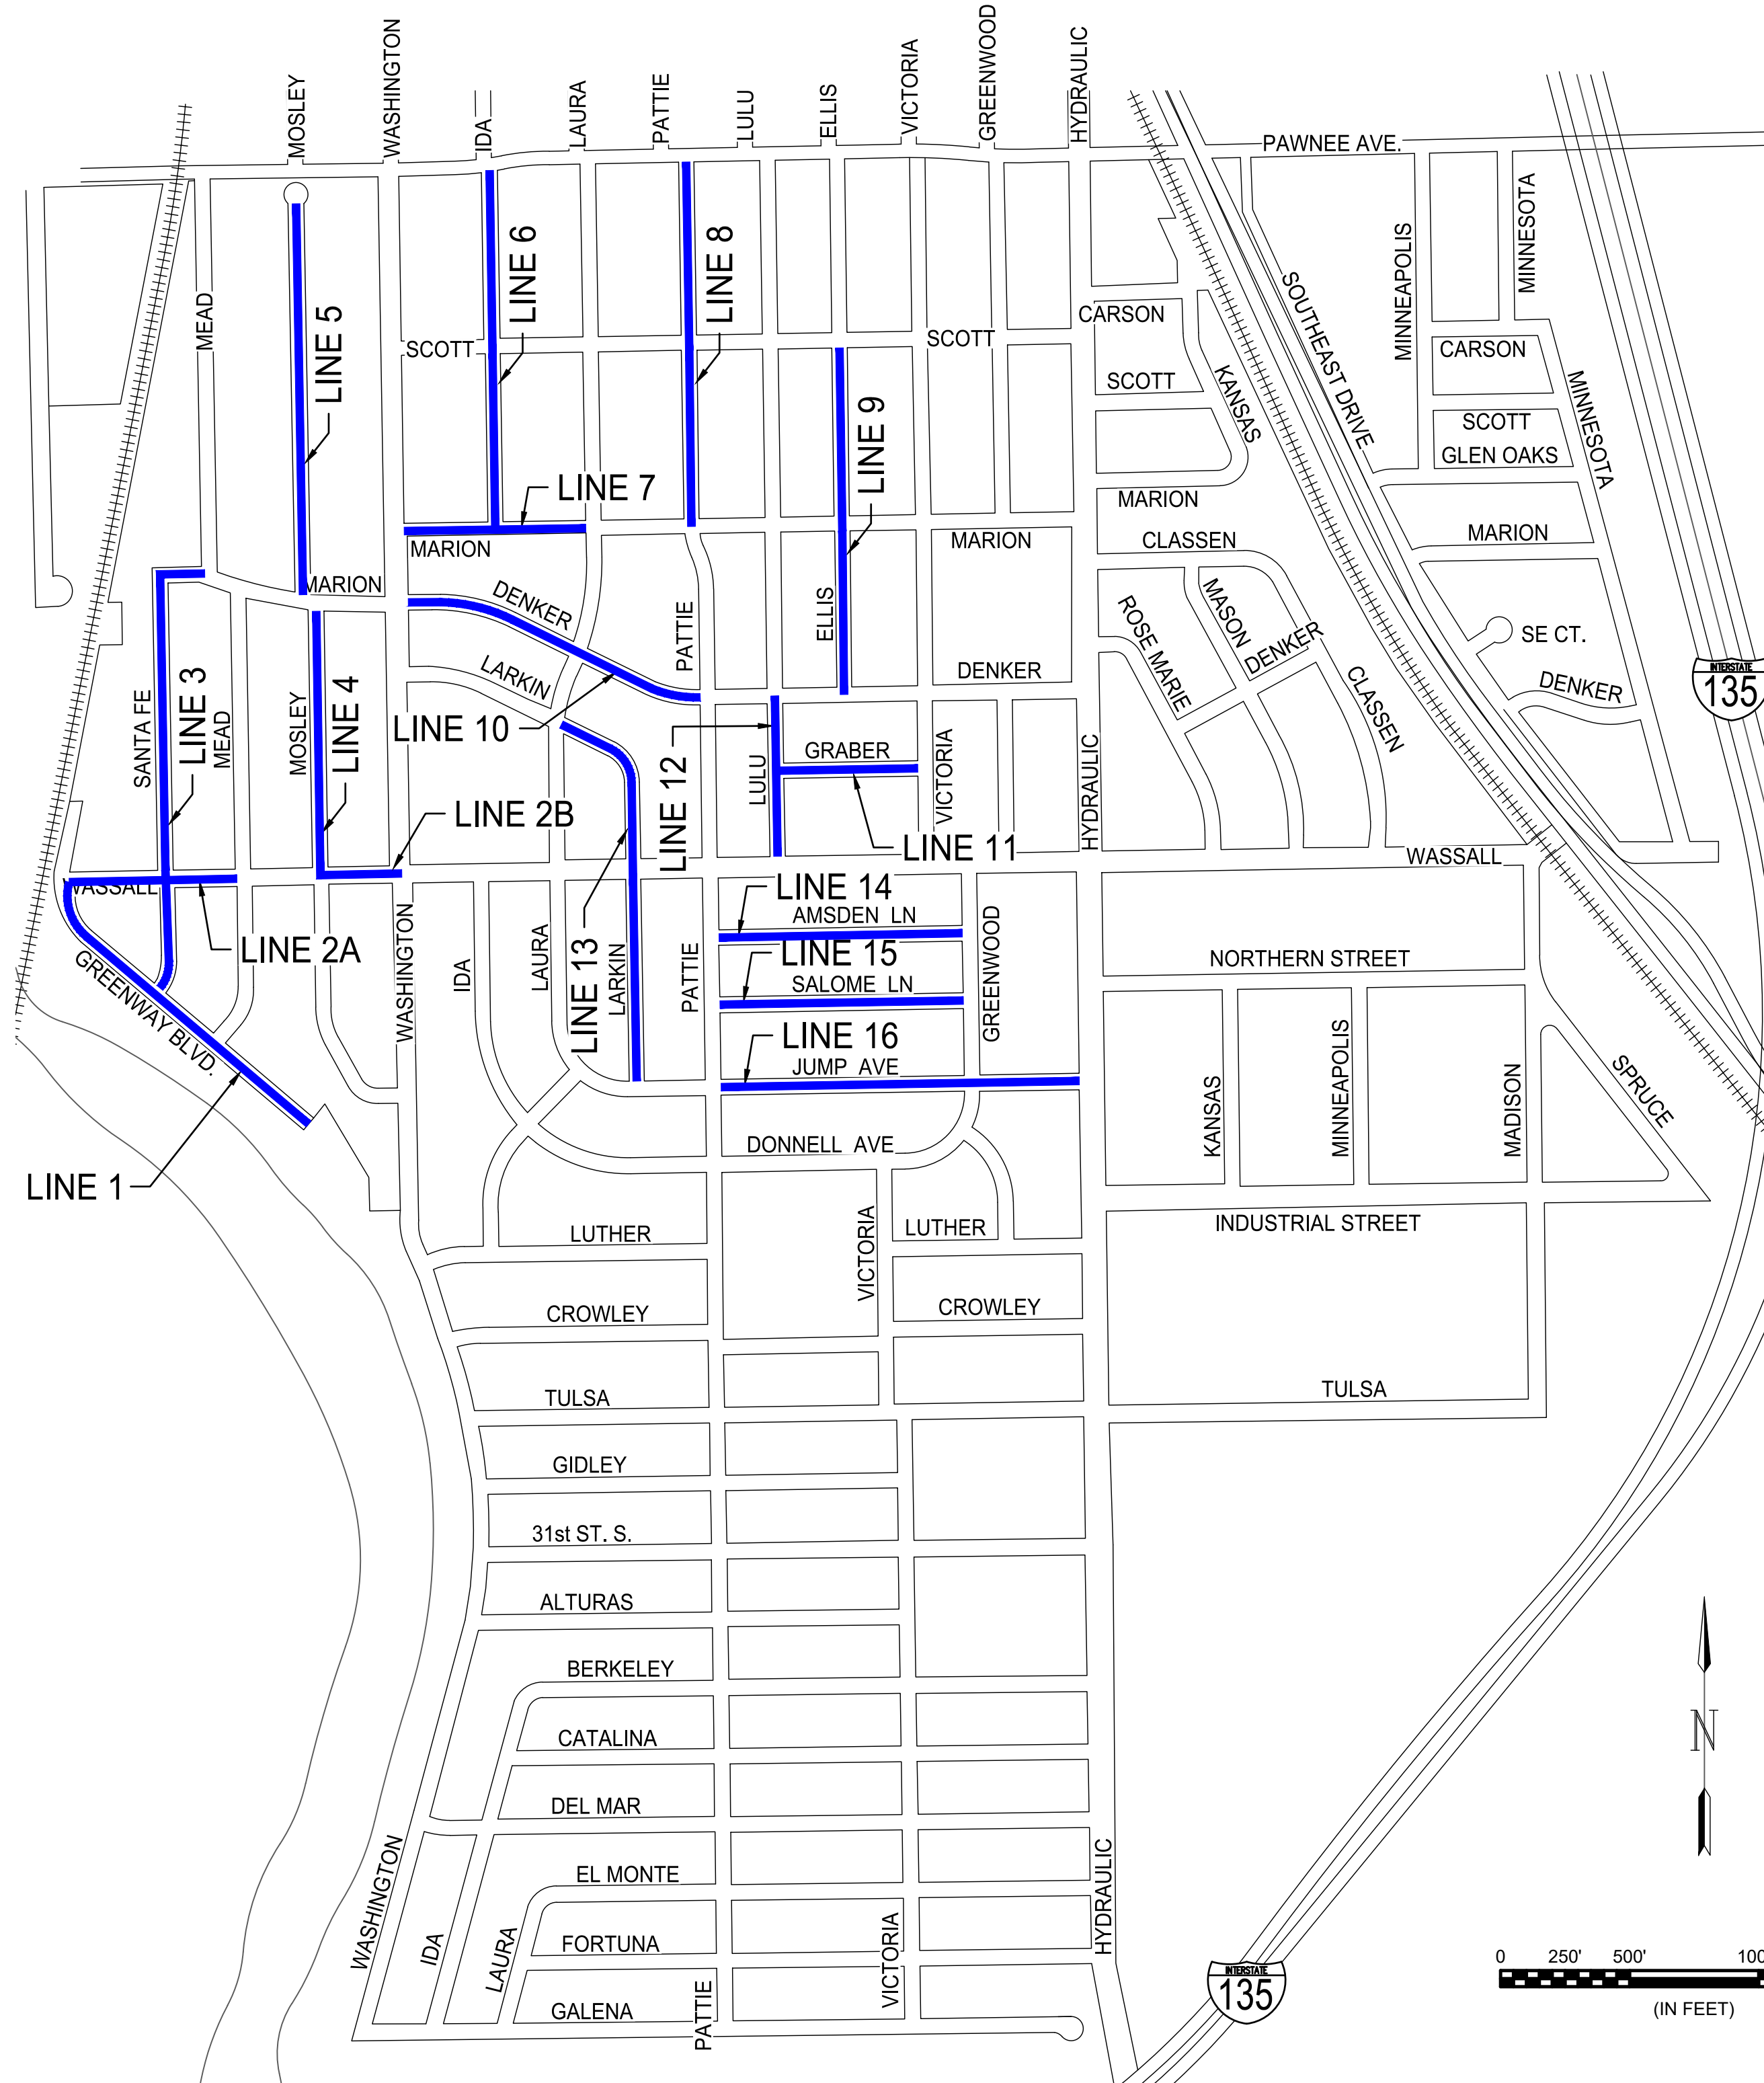 MOSLEY
WASHINGTON
IDA
LAURA
PATTIE
LULU
ELLIS
VICTORIA
GREENWOOD
HYDRAULIC
PAWNEE AVE.
MINNEAPOLIS
MINNESOTA
MEAD
LINE 5
LINE 6
LINE 8
SCOTT
SCOTT
CARSON
SOUTHEAST DRIVE
CARSON
SCOTT
KANSAS
MINNESOTA
SCOTT
GLEN OAKS
LINE 9
LINE 7
MARION
MARION
MARION
CLASSEN
MARION
MARION
DENKER
ELLIS
PATTIE
ROSE MARIE
MASON
DENKER
SE CT.
DENKER
LARKIN
DENKER
CLASSEN
INTERSTATE
135
SANTA FE
LINE 3
MEAD
MOSLEY
LINE 4
LINE 10
LINE 12
LULU
GRABER
VICTORIA
HYDRAULIC
LINE 2B
LINE 11
WASSALL
WASSALL
LINE 14
AMSDEN LN
LINE 2A
WASHINGTON
IDA
LAURA
LINE 13
LARKIN
PATTIE
LINE 15
SALOME LN
GREENWOOD
NORTHERN STREET
GREENWAY BLVD.
LINE 16
JUMP AVE
KANSAS
MINNEAPOLIS
MADISON
SPRUCE
DONNELL AVE
LINE 1
LUTHER
VICTORIA
LUTHER
INDUSTRIAL STREET
CROWLEY
CROWLEY
TULSA
TULSA
GIDLEY
31st ST. S.
ALTURAS
BERKELEY
CATALINA
N
DEL MAR
WASHINGTON
EL MONTE
HYDRAULIC
IDA
LAURA
FORTUNA
VICTORIA
INTERSTATE
135
GALENA
PATTIE
0 250' 500' 100
(IN FEET)